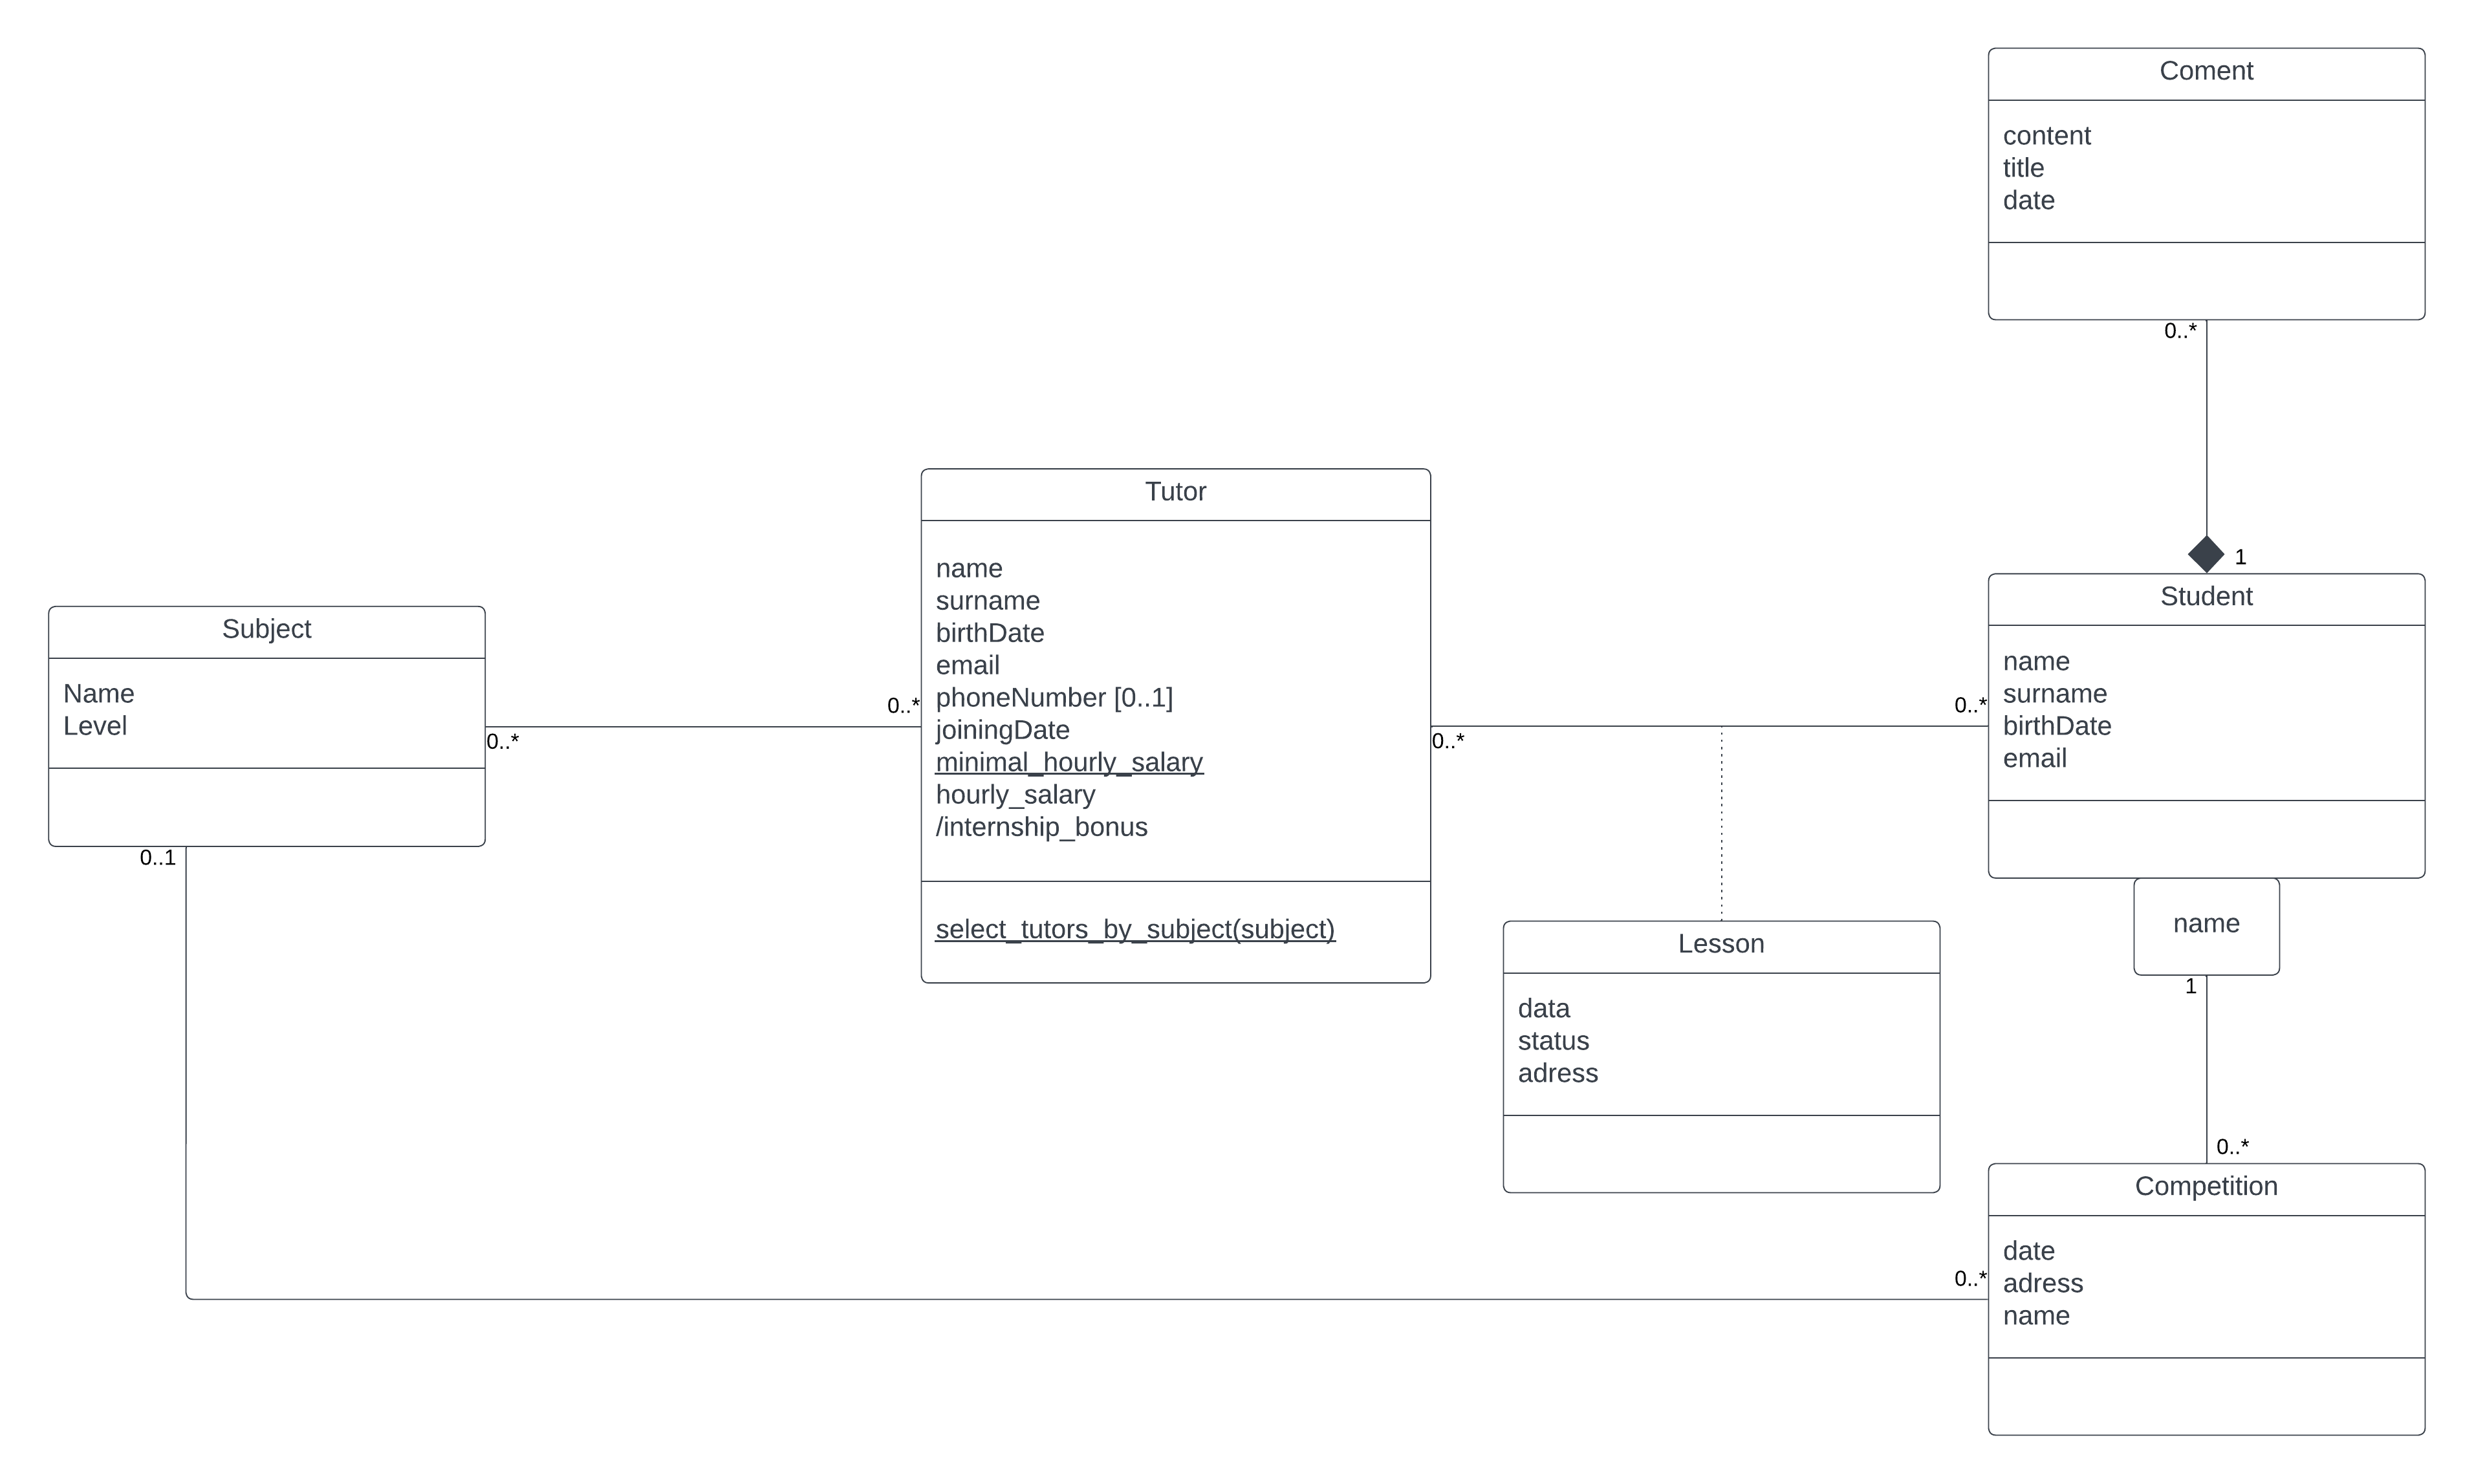 Coment
content
title
date
0..*
1
Tutor
name
surname
birthDate
email
phoneNumber [0..1]
joiningDate
minimal_hourly_salary
hourly_salary
/internship_bonus
select_tutors_by_subject(subject)
Subject
Name
Level
0..*
0..*
0..1
0..*
0..*
Student
name
surname
birthDate
email
name
1
0..*
Lesson
data
status
adress
Competition
date
adress
name
0..*